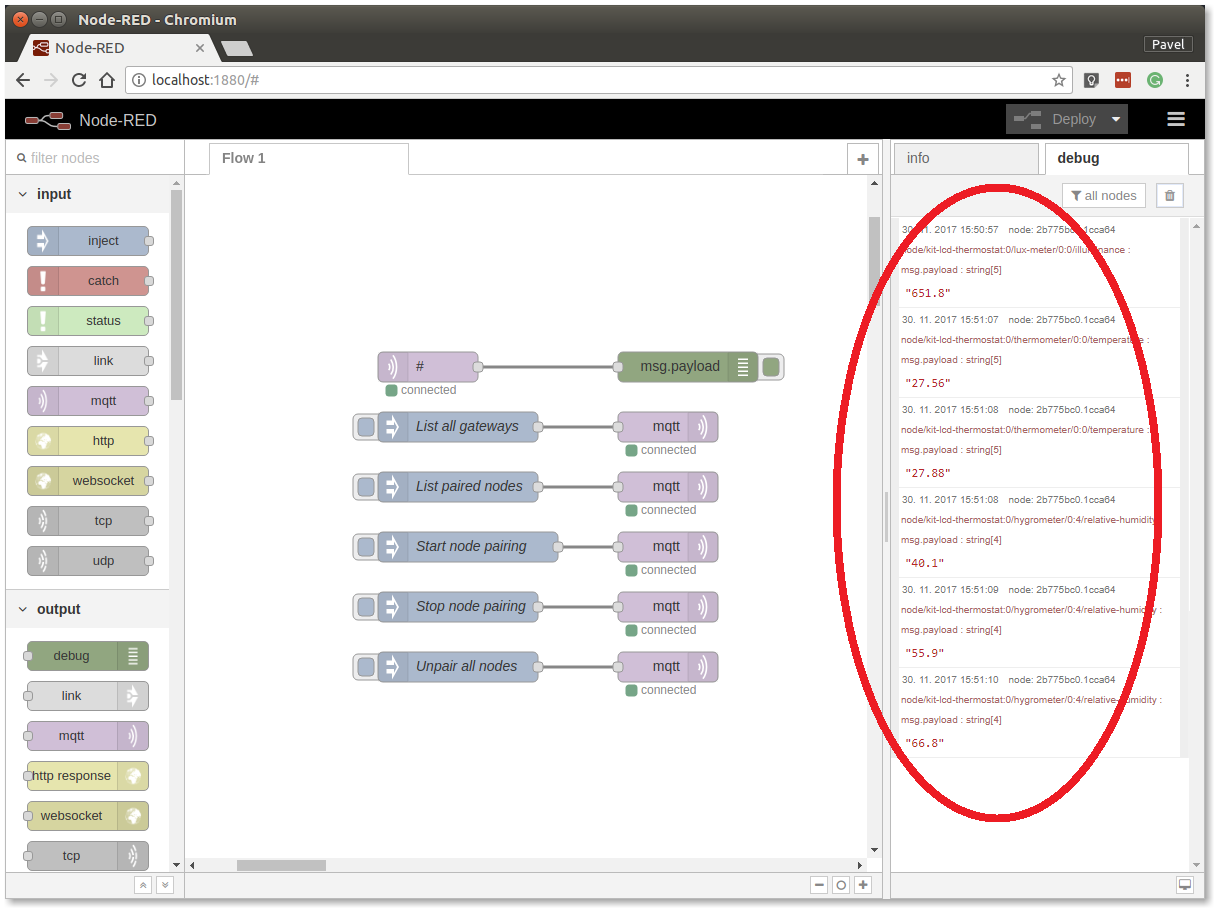 Node-RED - Chromium
Node-RED
Pavel
localhost:1880/#
Node-RED
Deploy
filter nodes
input
inject
catch
status
link
mqtt
http
websocket
tcp
udp
output
debug
link
mqtt
http response
websocket
tcp
Flow 1
#
connected
msg.payload
List all gateways
mqtt
connected
List paired nodes
mqtt
connected
Start node pairing
mqtt
connected
Stop node pairing
mqtt
connected
Unpair all nodes
mqtt
connected
info
debug
all nodes
30. 11. 2017 15:50:57 node: 2b775bc0.1cca64
node/kit-lcd-thermostat:0/lux-meter/0:0/illuminance :
msg.payload : string[5]
"651.8"
30. 11. 2017 15:51:07 node: 2b775bc0.1cca64
node/kit-lcd-thermostat:0/thermometer/0:0/temperature :
msg.payload : string[5]
"27.56"
30. 11. 2017 15:51:08 node: 2b775bc0.1cca64
node/kit-lcd-thermostat:0/thermometer/0:0/temperature :
msg.payload : string[5]
"27.88"
30. 11. 2017 15:51:08 node: 2b775bc0.1cca64
node/kit-lcd-thermostat:0/hygrometer/0:4/relative-humidity
msg.payload : string[4]
"40.1"
30. 11. 2017 15:51:09 node: 2b775bc0.1cca64
node/kit-lcd-thermostat:0/hygrometer/0:4/relative-humidity :
msg.payload : string[4]
"55.9"
30. 11. 2017 15:51:10 node: 2b775bc0.1cca64
node/kit-lcd-thermostat:0/hygrometer/0:4/relative-humidity :
msg.payload : string[4]
"66.8"